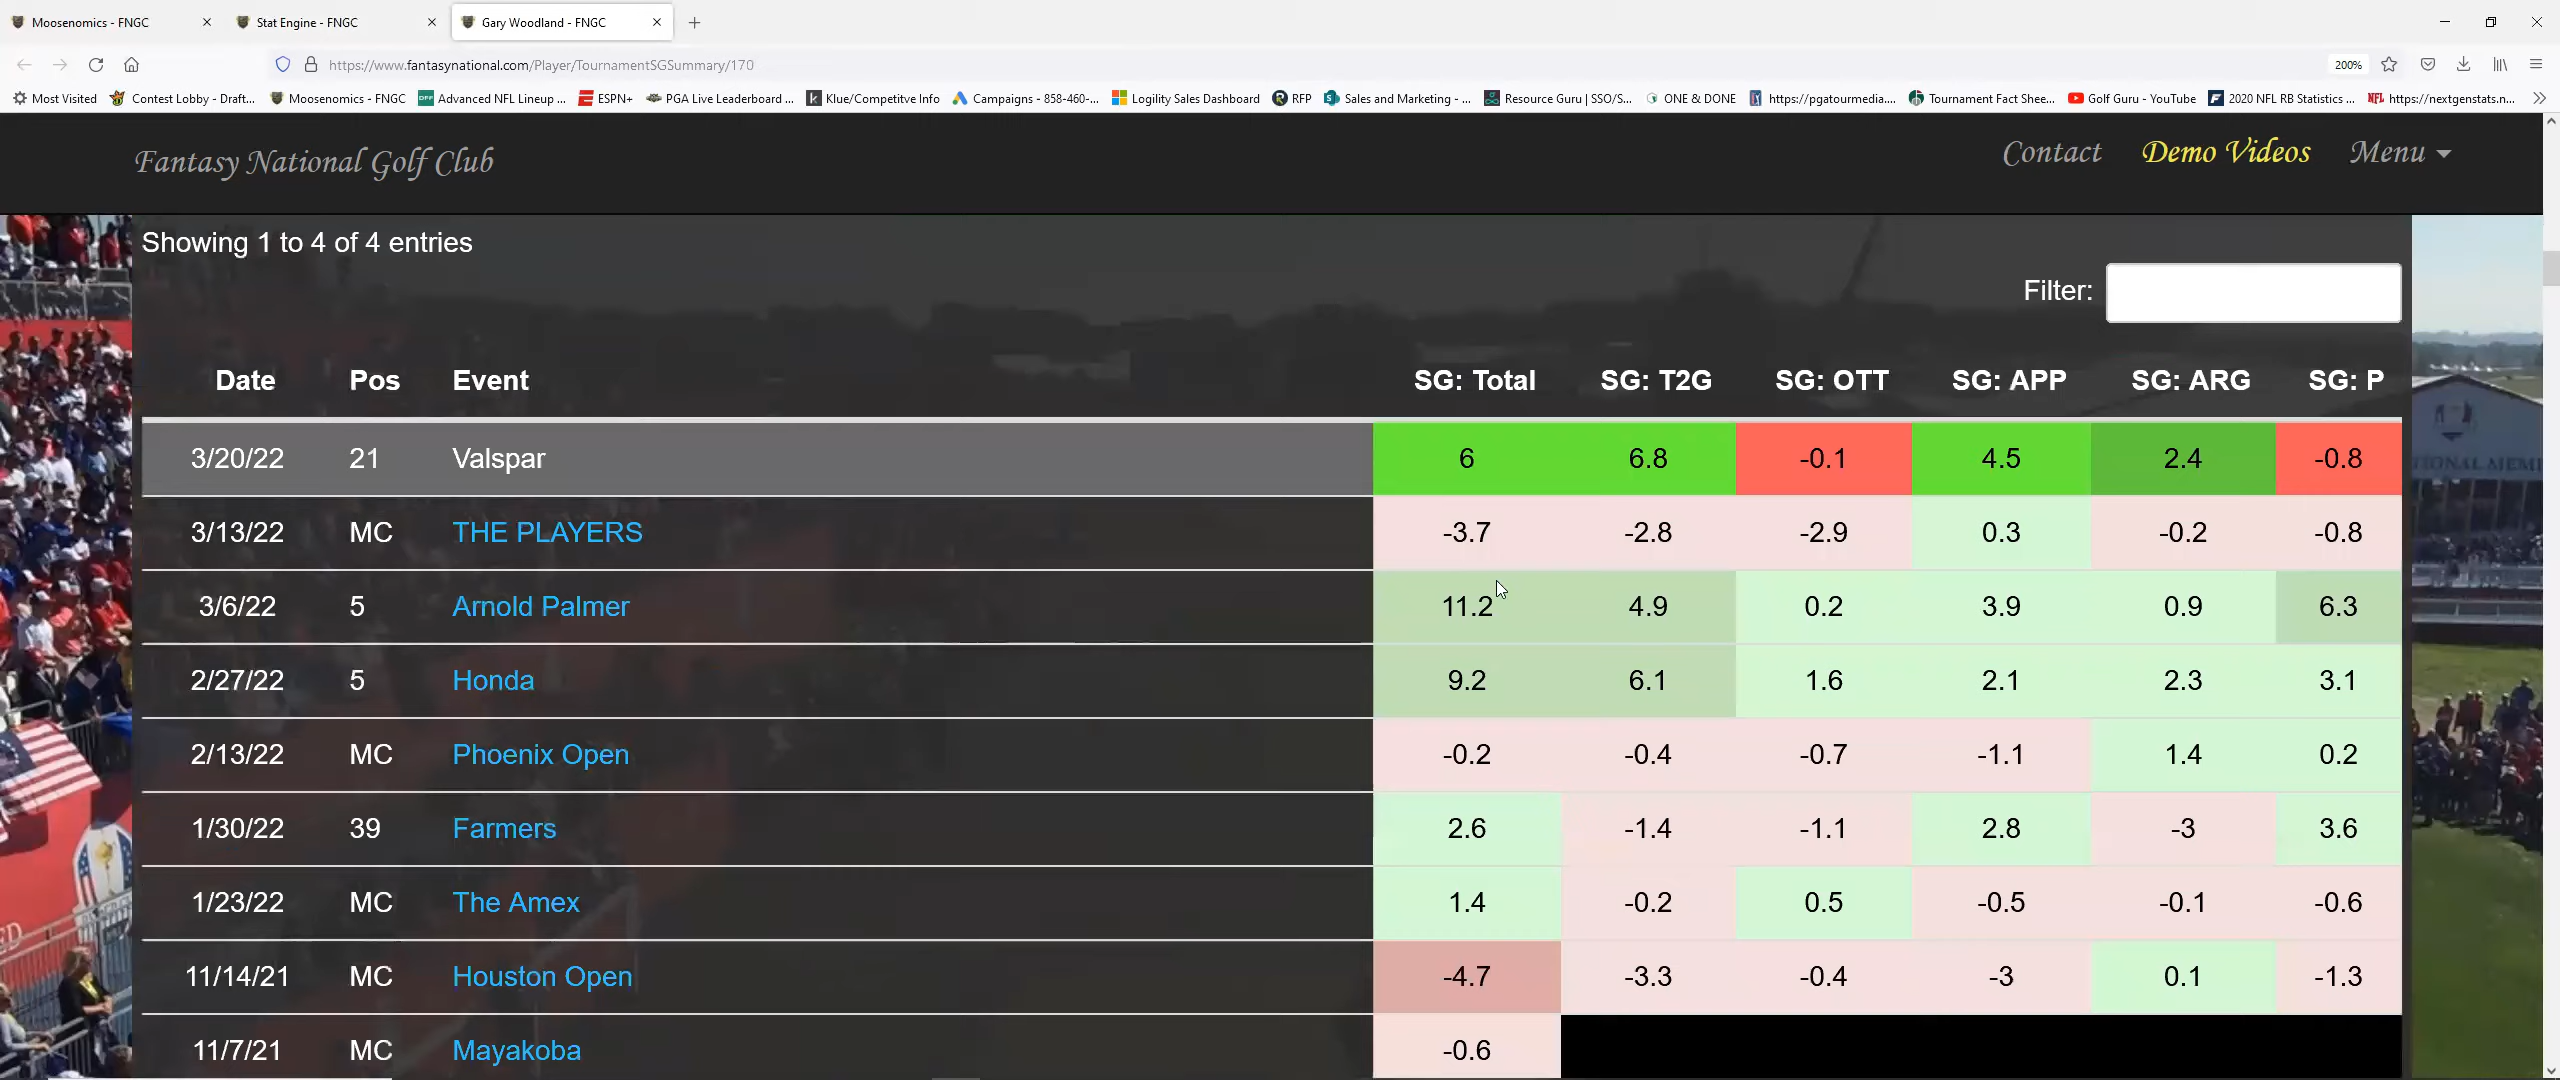 Moosenomics - FNGC
Stat Engine - FNGC
Gary Woodland - FNGC
https://www.fantasynational.com/Player/TournamentSGSummary/170
200%
Most Visited Contest Lobby - Draft... Moosenomics - FNGC Advanced NFL Lineup ... ESPN+ PGA Live Leaderboard ... Klue/Competitve Info Campaigns - 858-460-... Logility Sales Dashboard RFP Sales and Marketing - ... Resource Guru | SSO/S... ONE & DONE https://pgatourmedia.... Tournament Fact Shee... Golf Guru - YouTube 2020 NFL RB Statistics ... https://nextgenstats.n...
Fantasy National Golf Club
Contact Demo Videos Menu
Showing 1 to 4 of 4 entries
Filter:
Date Pos Event SG: Total SG: T2G SG: OTT SG: APP SG: ARG SG: P
3/20/22 21 Valspar 6 6.8 -0.1 4.5 2.4 -0.8
3/13/22 MC THE PLAYERS -3.7 -2.8 -2.9 0.3 -0.2 -0.8
3/6/22 5 Arnold Palmer 11.2 4.9 0.2 3.9 0.9 6.3
2/27/22 5 Honda 9.2 6.1 1.6 2.1 2.3 3.1
2/13/22 MC Phoenix Open -0.2 -0.4 -0.7 -1.1 1.4 0.2
1/30/22 39 Farmers 2.6 -1.4 -1.1 2.8 -3 3.6
1/23/22 MC The Amex 1.4 -0.2 0.5 -0.5 -0.1 -0.6
11/14/21 MC Houston Open -4.7 -3.3 -0.4 -3 0.1 -1.3
11/7/21 MC Mayakoba -0.6